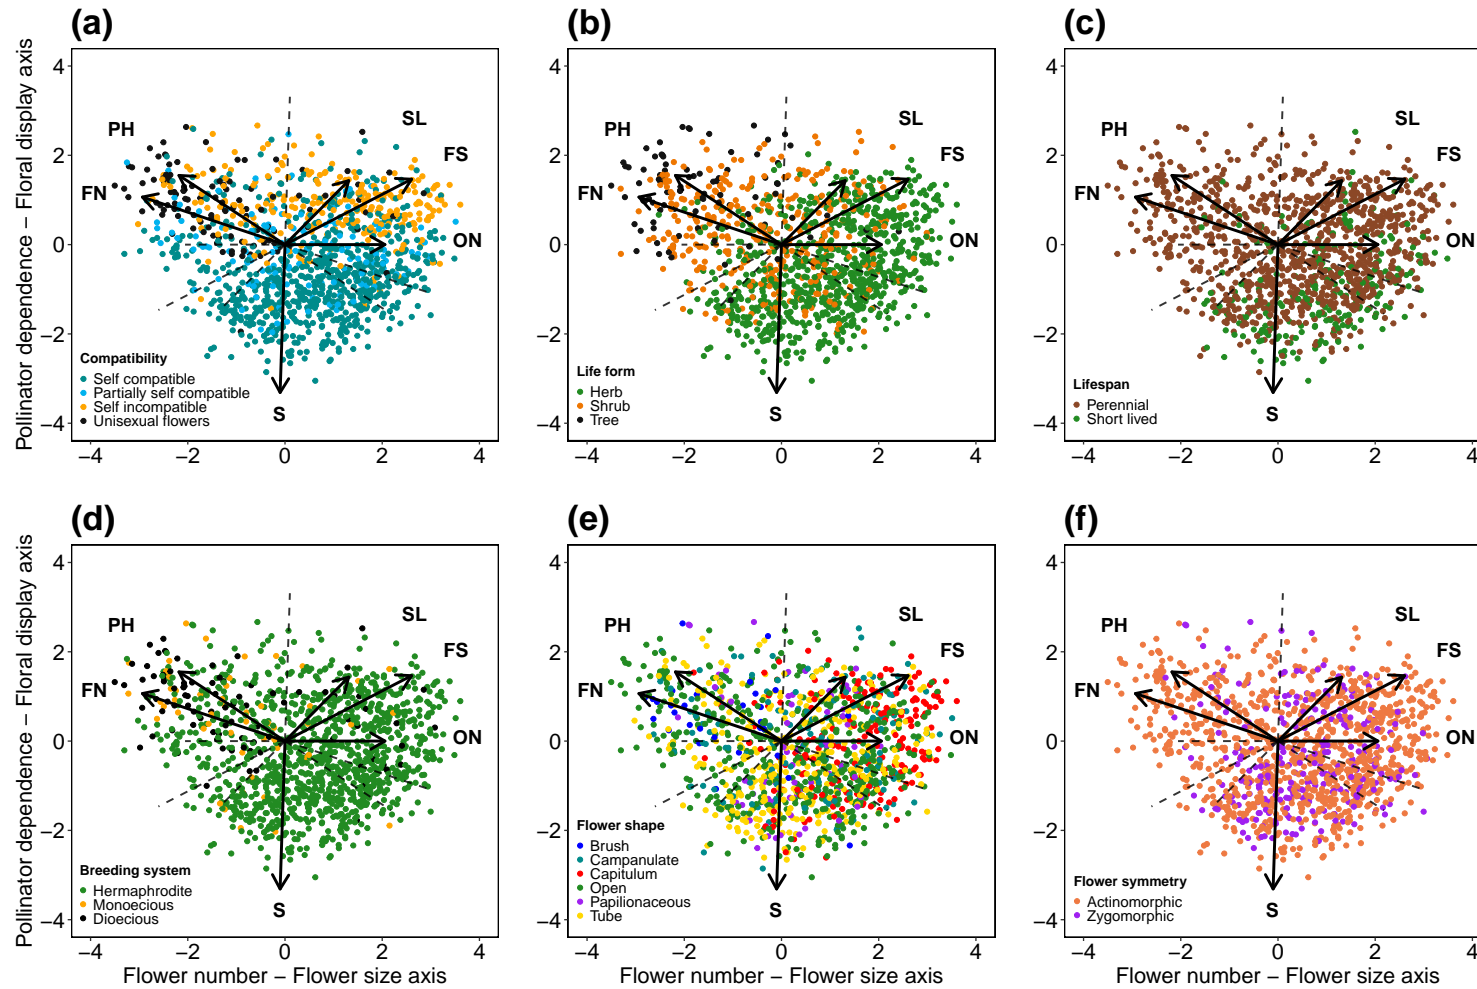 (a)
(b)
(c)
Pollinator dependence – Floral display axis
4
2
0
−2
−4
PH
SL
FS
FN
ON
S
Compatibility
Self compatible
Partially self compatible
Self incompatible
Unisexual flowers
−4 −2 0 2 4
4
2
0
−2
−4
PH
SL
FS
FN
ON
S
Life form
Herb
Shrub
Tree
−4 −2 0 2 4
4
2
0
−2
−4
PH
SL
FS
FN
ON
S
Lifespan
Perennial
Short lived
−4 −2 0 2 4
(d)
(e)
(f)
Pollinator dependence – Floral display axis
4
2
0
−2
−4
PH
SL
FS
FN
ON
S
Breeding system
Hermaphrodite
Monoecious
Dioecious
−4 −2 0 2 4
Flower number – Flower size axis
4
2
0
−2
−4
PH
SL
FS
FN
ON
S
Flower shape
Brush
Campanulate
Capitulum
Open
Papilionaceous
Tube
−4 −2 0 2 4
Flower number – Flower size axis
4
2
0
−2
−4
PH
SL
FS
FN
ON
S
Flower symmetry
Actinomorphic
Zygomorphic
−4 −2 0 2 4
Flower number – Flower size axis